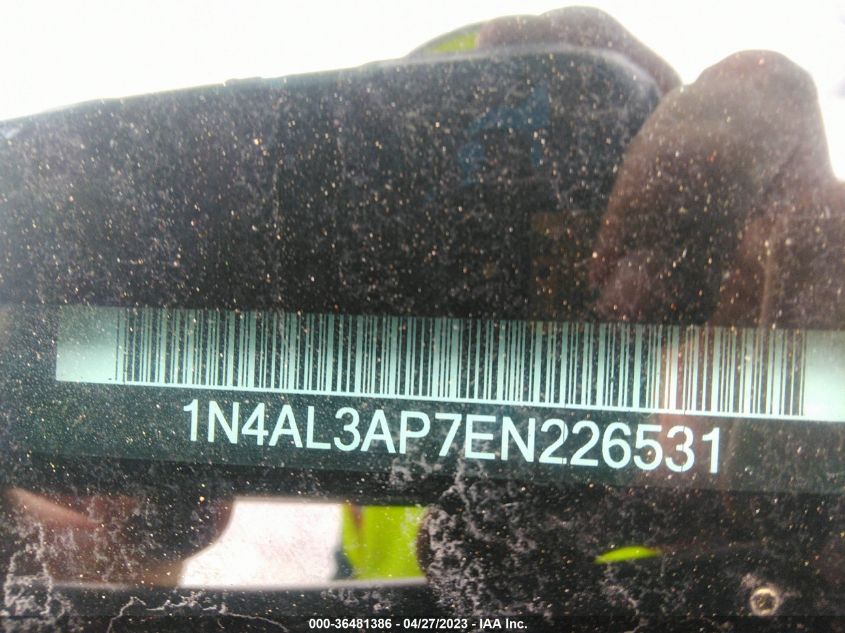 1N4AL3AP7EN226531
000-36481386 - 04/27/2023 - IAA Inc.